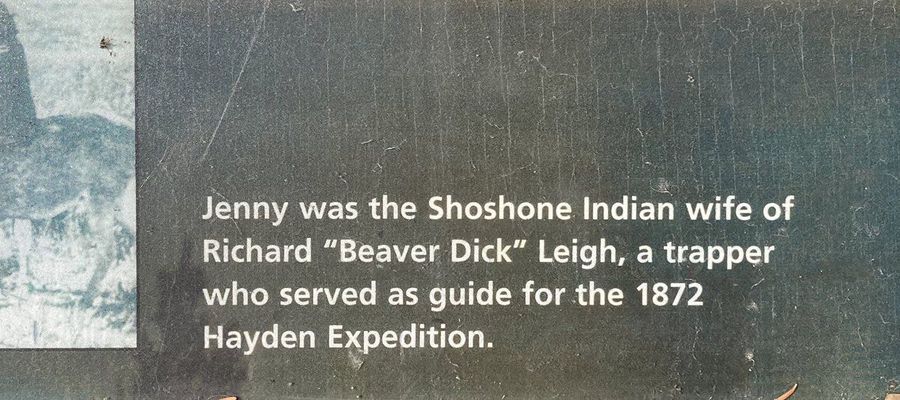 Jenny was the Shoshone Indian wife of
Richard “Beaver Dick” Leigh, a trapper
who served as guide for the 1872
Hayden Expedition.